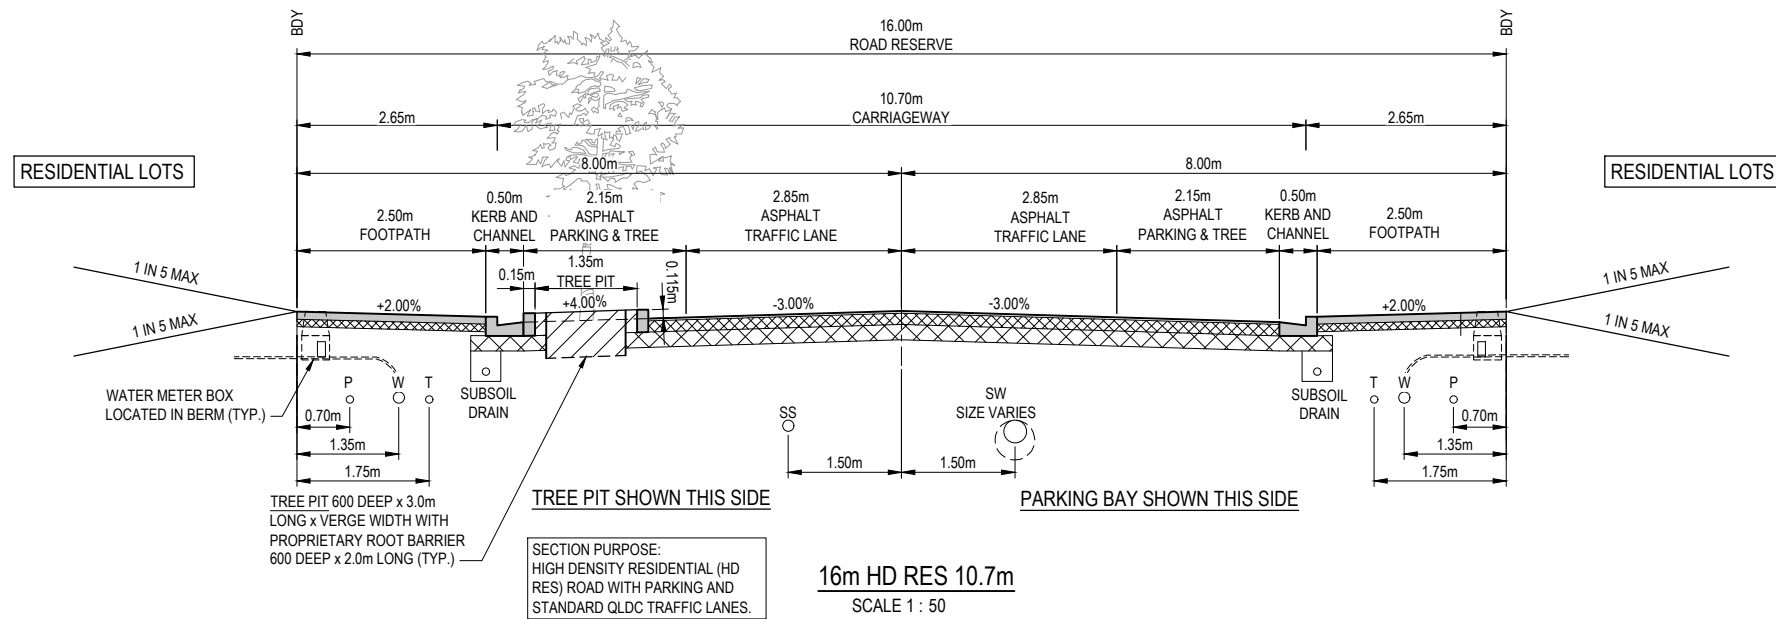 BDY
BDY
16.00m
ROAD RESERVE
2.65m
10.70m
CARRIAGEWAY
2.65m
RESIDENTIAL LOTS
8.00m
8.00m
RESIDENTIAL LOTS
2.50m
FOOTPATH
0.50m
KERB AND
CHANNEL
2.15m
ASPHALT
PARKING & TREE
2.85m
ASPHALT
TRAFFIC LANE
2.85m
ASPHALT
TRAFFIC LANE
2.15m
ASPHALT
PARKING & TREE
0.50m
KERB AND
CHANNEL
2.50m
FOOTPATH
0.15m
1.35m
TREE PIT
0.115m
1 IN 5 MAX
1 IN 5 MAX
+2.00%
+4.00%
-3.00%
-3.00%
+2.00%
1 IN 5 MAX
1 IN 5 MAX
WATER METER BOX
LOCATED IN BERM (TYP.)
P
W
T
SUBSOIL
DRAIN
SS
SW
SIZE VARIES
SUBSOIL
DRAIN
T
W
P
0.70m
1.35m
1.75m
1.50m
1.50m
0.70m
1.35m
1.75m
TREE PIT 600 DEEP x 3.0m
LONG x VERGE WIDTH WITH
PROPRIETARY ROOT BARRIER
600 DEEP x 2.0m LONG (TYP.)
TREE PIT SHOWN THIS SIDE
PARKING BAY SHOWN THIS SIDE
SECTION PURPOSE:
HIGH DENSITY RESIDENTIAL (HD
RES) ROAD WITH PARKING AND
STANDARD QLDC TRAFFIC LANES.
16m HD RES 10.7m
SCALE 1 : 50